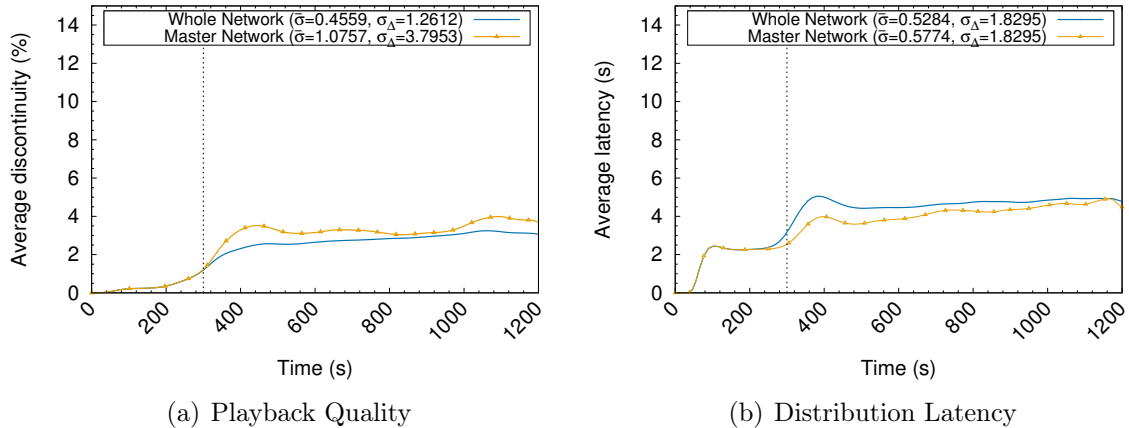 Whole Network (σ̄=0.4559, σΔ=1.2612)
Master Network (σ̄=1.0757, σΔ=3.7953)
Average discontinuity (%)
14
12
10
8
6
4
2
0
0 200 400 600 800 1000 1200
Time (s)
(a) Playback Quality
Whole Network (σ̄=0.5284, σΔ=1.8295)
Master Network (σ̄=0.5774, σΔ=1.8295)
Average latency (s)
14
12
10
8
6
4
2
0
0 200 400 600 800 1000 1200
Time (s)
(b) Distribution Latency